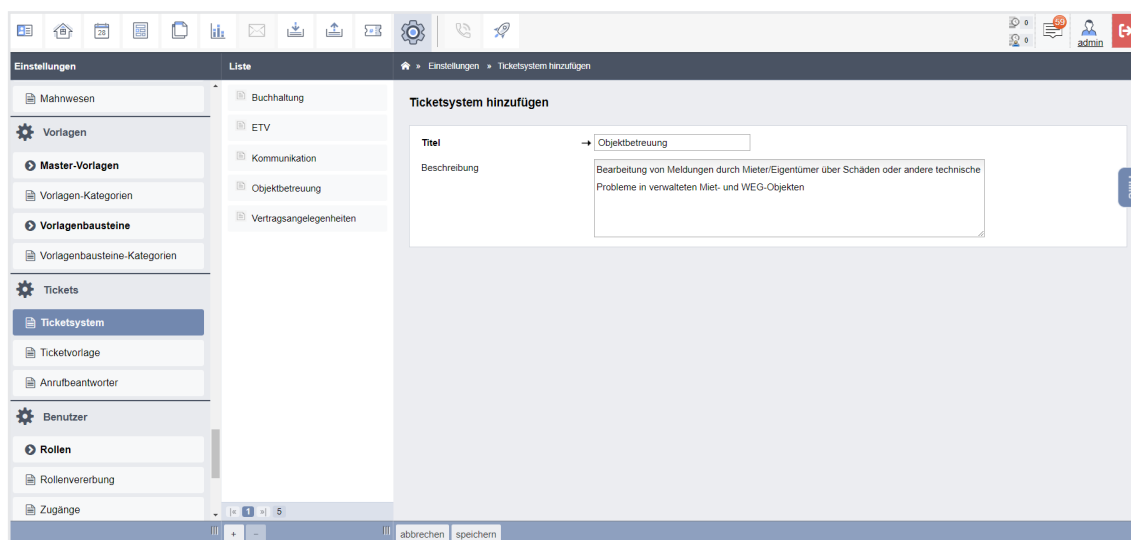 28
0
0
59
admin
Einstellungen
Liste
» Einstellungen » Ticketsystem hinzufügen
Mahnwesen
Vorlagen
Master-Vorlagen
Vorlagen-Kategorien
Vorlagenbausteine
Vorlagenbausteine-Kategorien
Tickets
Ticketsystem
Ticketvorlage
Anrufbeantworter
Benutzer
Rollen
Rollenvererbung
Zugänge
Buchhaltung
ETV
Kommunikation
Objektbetreuung
Vertragsangelegenheiten
|« 1 »| 5
+ −
Ticketsystem hinzufügen
Titel → Objektbetreuung
Beschreibung
Bearbeitung von Meldungen durch Mieter/Eigentümer über Schäden oder andere technische
Probleme in verwalteten Miet- und WEG-Objekten
abbrechen speichern